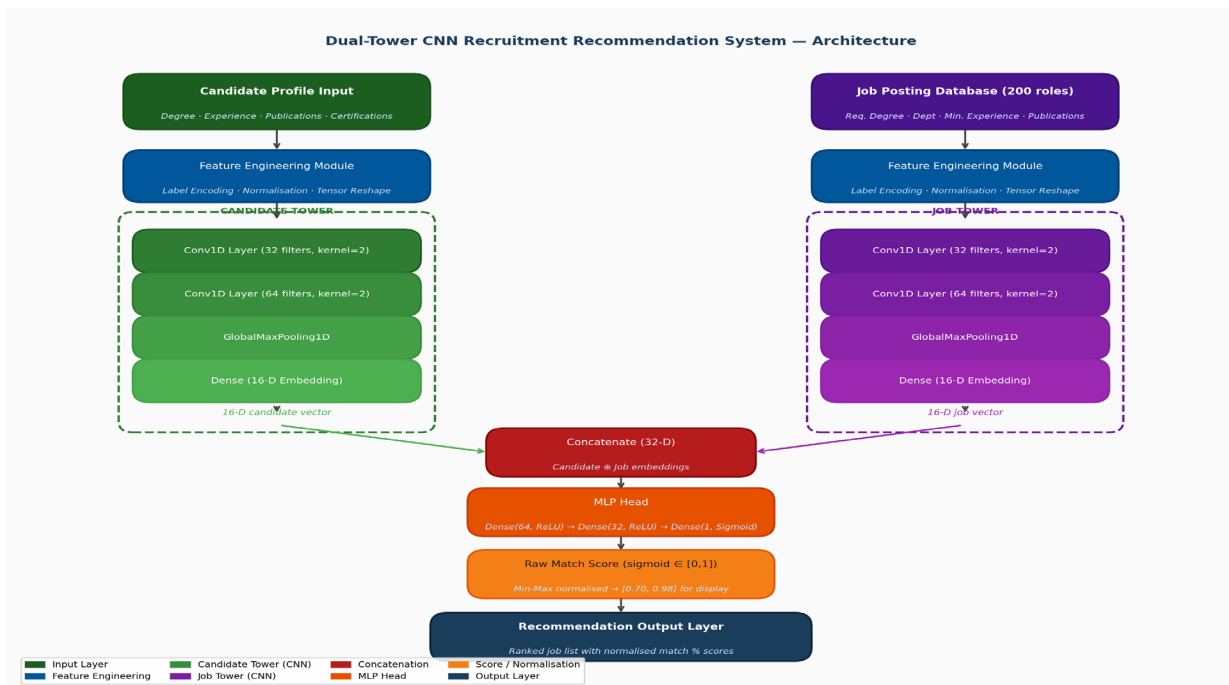 Dual-Tower CNN Recruitment Recommendation System — Architecture
Candidate Profile Input
Degree · Experience · Publications · Certifications
Job Posting Database (200 roles)
Req. Degree · Dept · Min. Experience · Publications
Feature Engineering Module
Label Encoding · Normalisation · Tensor Reshape
Feature Engineering Module
Label Encoding · Normalisation · Tensor Reshape
CANDIDATE TOWER
Conv1D Layer (32 filters, kernel=2)
Conv1D Layer (64 filters, kernel=2)
GlobalMaxPooling1D
Dense (16-D Embedding)
16-D candidate vector
JOB TOWER
Conv1D Layer (32 filters, kernel=2)
Conv1D Layer (64 filters, kernel=2)
GlobalMaxPooling1D
Dense (16-D Embedding)
16-D job vector
Concatenate (32-D)
Candidate ⊕ Job embeddings
MLP Head
Dense(64, ReLU) → Dense(32, ReLU) → Dense(1, Sigmoid)
Raw Match Score (sigmoid ∈ [0,1])
Min-Max normalised → [0.70, 0.98] for display
Recommendation Output Layer
Ranked job list with normalised match % scores
Input Layer
Feature Engineering
Candidate Tower (CNN)
Job Tower (CNN)
Concatenation
MLP Head
Score / Normalisation
Output Layer